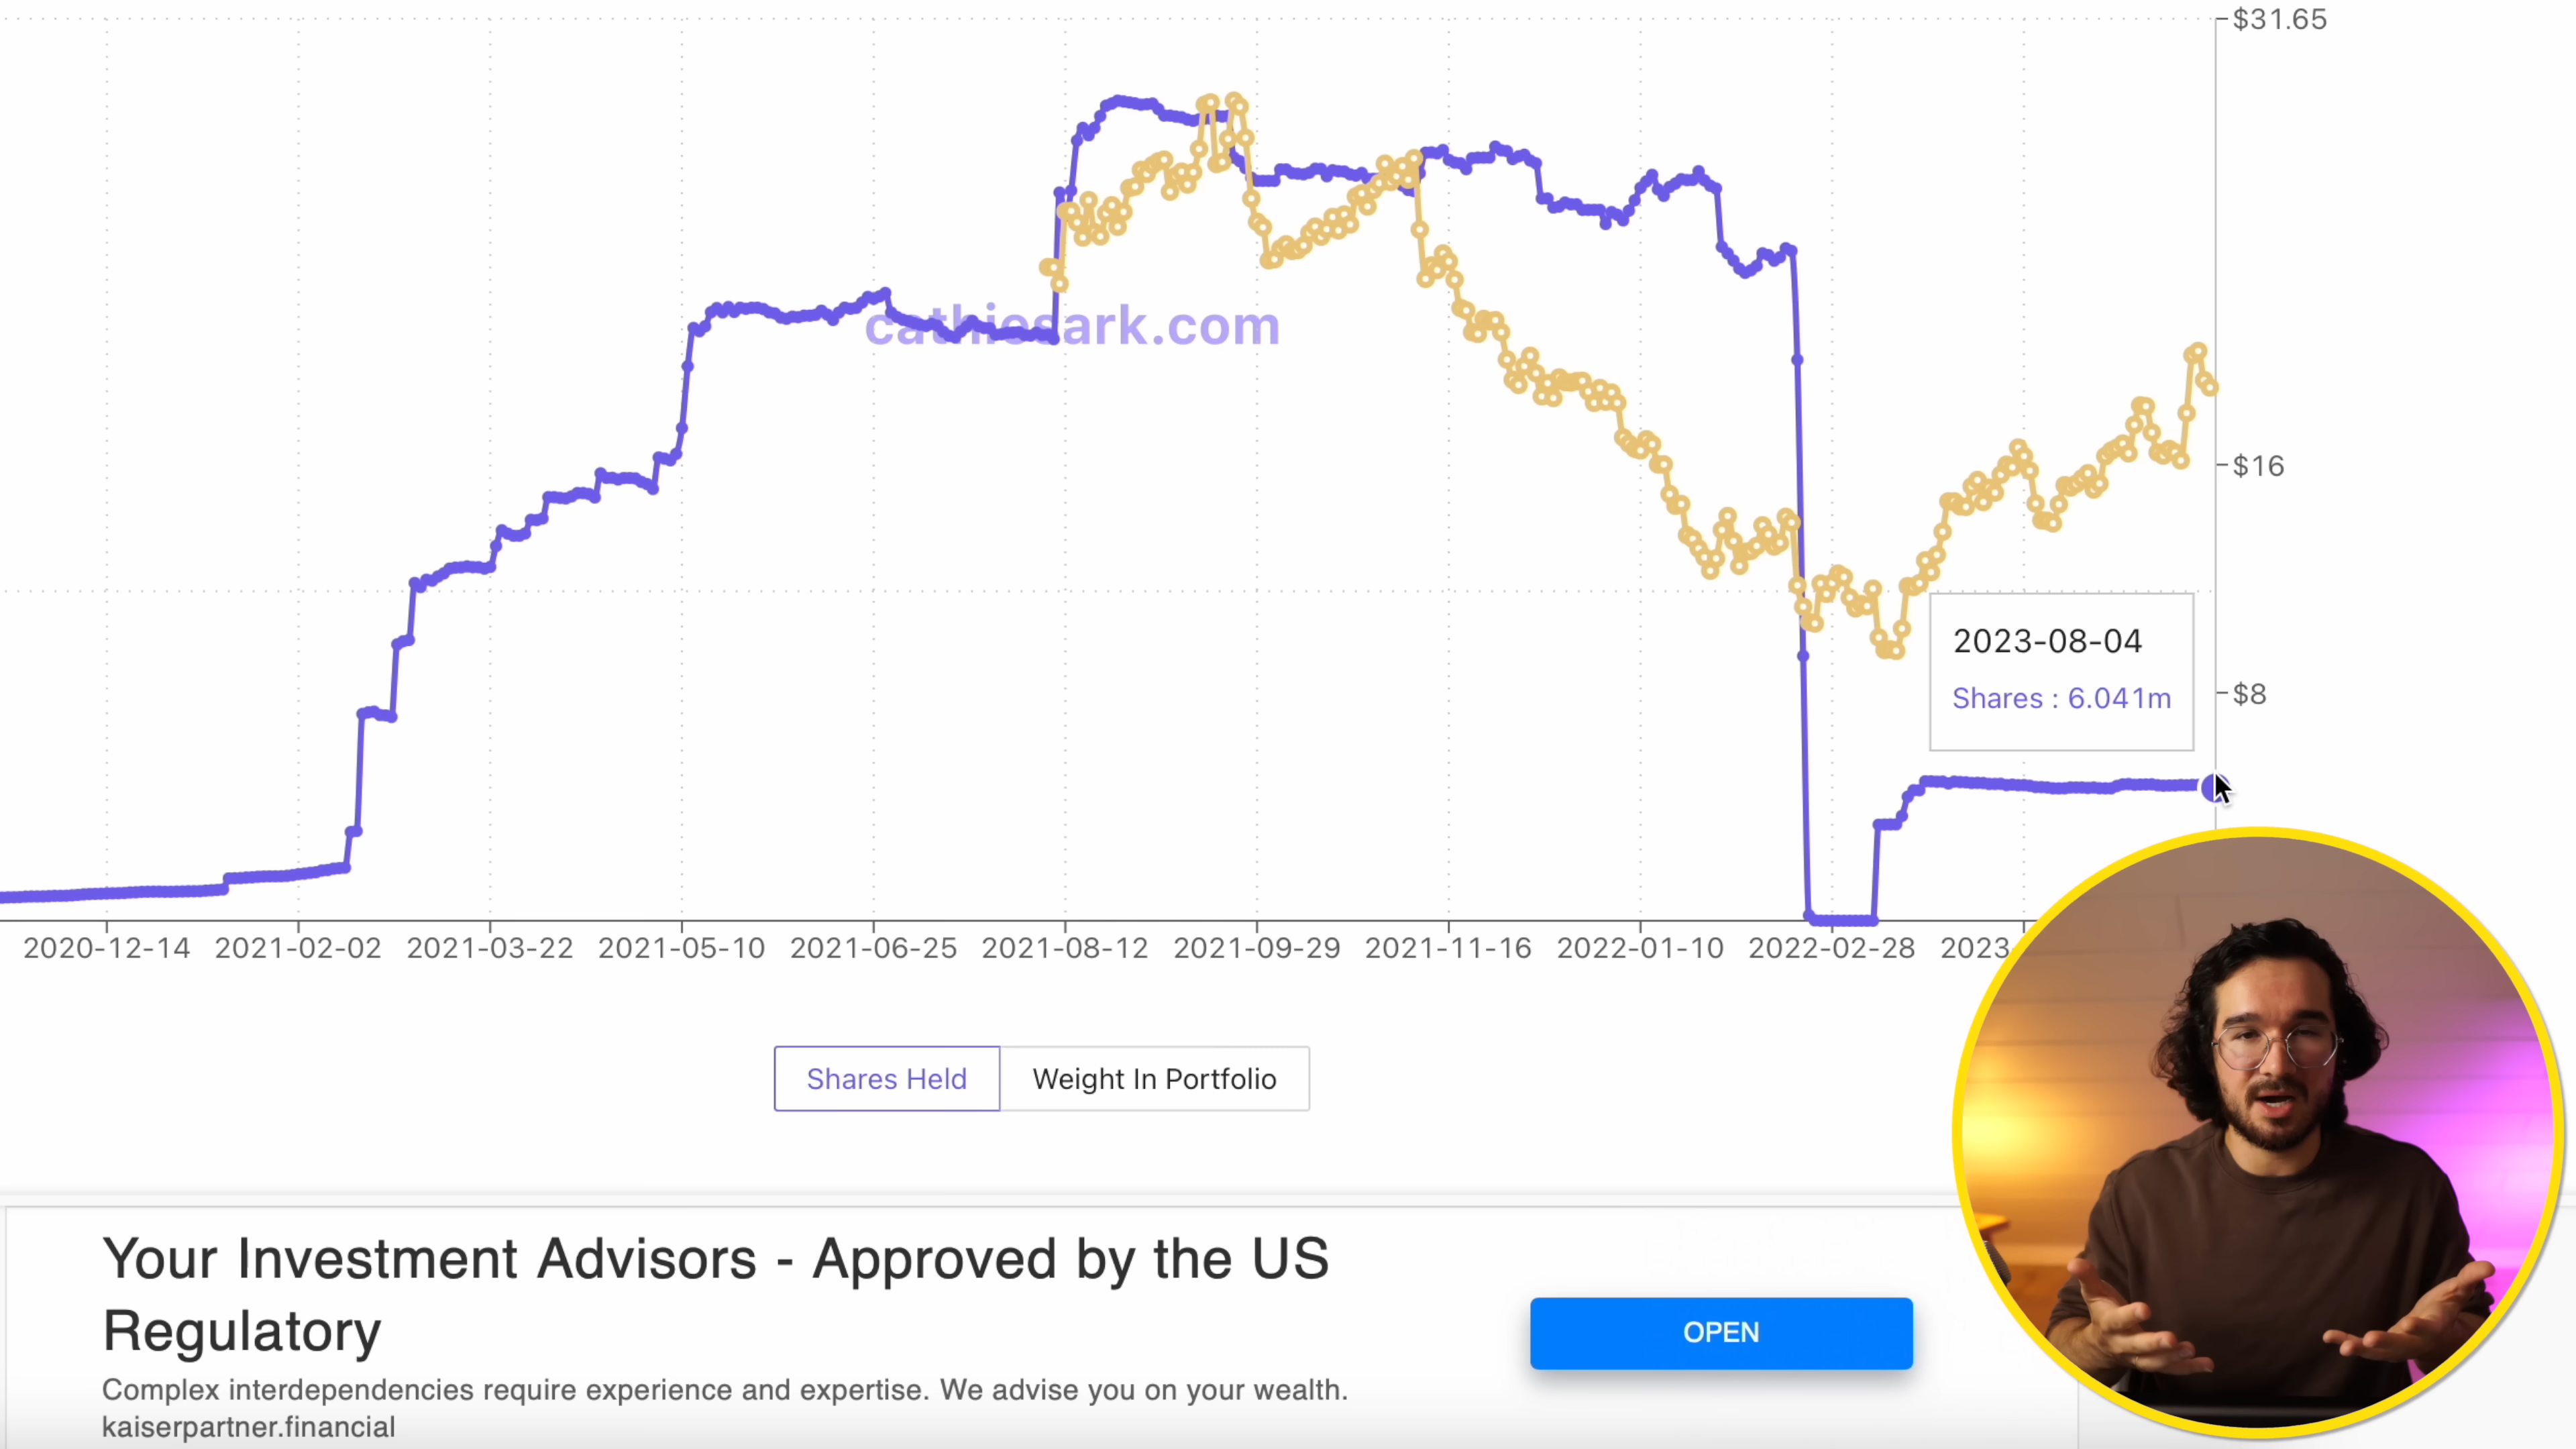 $31.65
cathiesark.com
$16
2023-08-04
Shares : 6.041m
$8
2020-12-14 2021-02-02 2021-03-22 2021-05-10 2021-06-25 2021-08-12 2021-09-29 2021-11-16 2022-01-10 2022-02-28 2023
Shares Held Weight In Portfolio
Your Investment Advisors - Approved by the US
Regulatory
OPEN
Complex interdependencies require experience and expertise. We advise you on your wealth.
kaiserpartner.financial